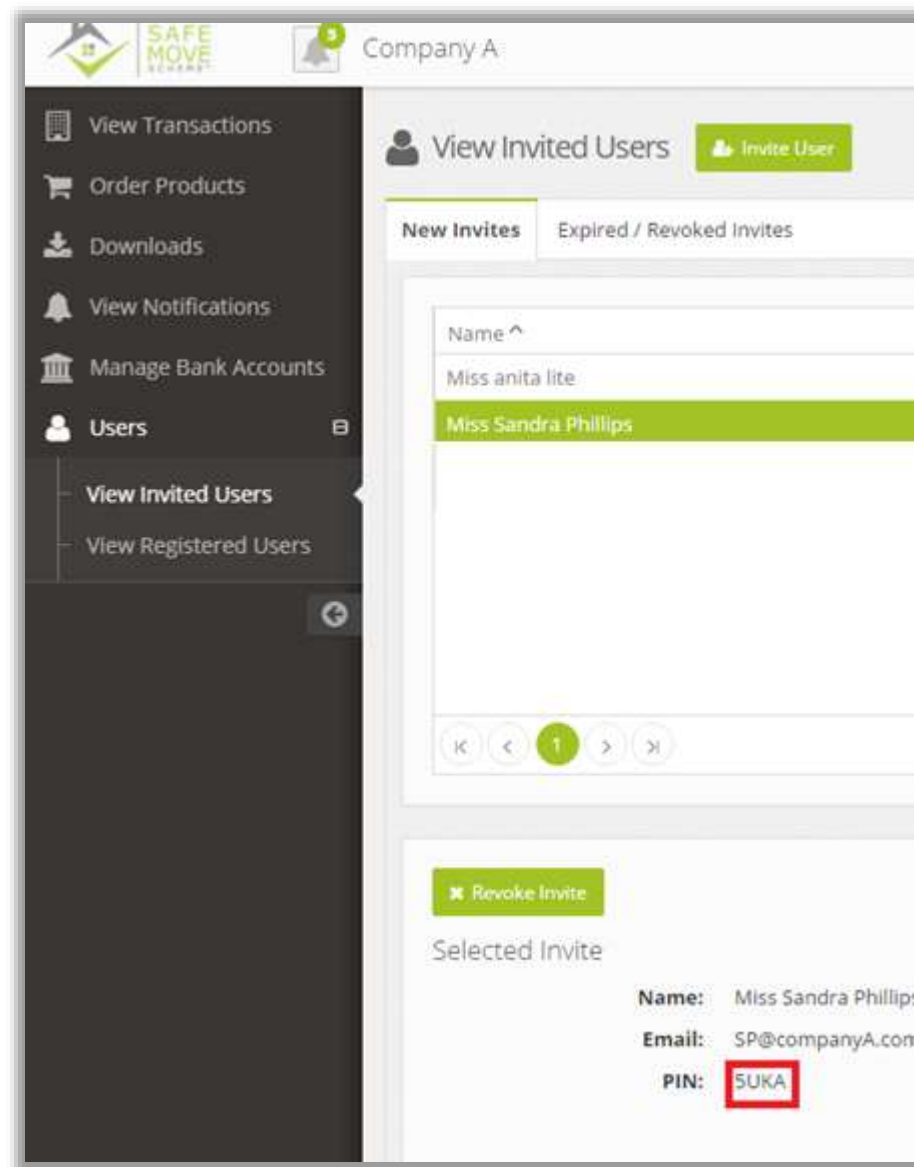 SAFE
MOVE
SCHEME
Company A
View Transactions
Order Products
Downloads
View Notifications
Manage Bank Accounts
Users
View Invited Users
View Registered Users
View Invited Users
Invite User
New Invites
Expired / Revoked Invites
Name
Miss anita lite
Miss Sandra Phillips
1
Revoke Invite
Selected Invite
Name: Miss Sandra Phillips
Email: SP@companyA.com
PIN: 5UKA